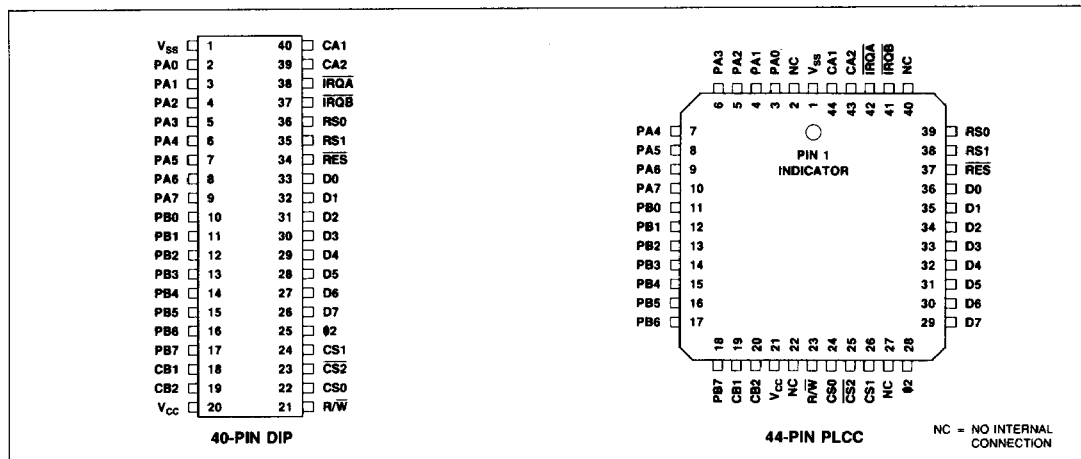 VSS 1 40 CA1
PA0 2 39 CA2
PA1 3 38 IRQA
PA2 4 37 IRQB
PA3 5 36 RS0
PA4 6 35 RS1
PA5 7 34 RES
PA6 8 33 D0
PA7 9 32 D1
PB0 10 31 D2
PB1 11 30 D3
PB2 12 29 D4
PB3 13 28 D5
PB4 14 27 D6
PB5 15 26 D7
PB6 16 25 ϕ2
PB7 17 24 CS1
CB1 18 23 CS2
CB2 19 22 CS0
VCC 20 21 R/W
40-PIN DIP
PA3 PA2 PA1 PA0 NC VSS CA1 CA2 IRQA IRQB NC
6 5 4 3 2 1 44 43 42 41 40
PA4 7 39 RS0
PA5 8 38 RS1
PA6 9 37 RES
PA7 10 36 D0
PB0 11 35 D1
PB1 12 34 D2
PB2 13 33 D3
PB3 14 32 D4
PB4 15 31 D5
PB5 16 30 D6
PB6 17 29 D7
PIN 1
INDICATOR
18 19 20 21 22 23 24 25 26 27 28
PB7 CB1 CB2 VCC NC R/W CS0 CS2 CS1 NC ϕ2
44-PIN PLCC
NC = NO INTERNAL
CONNECTION